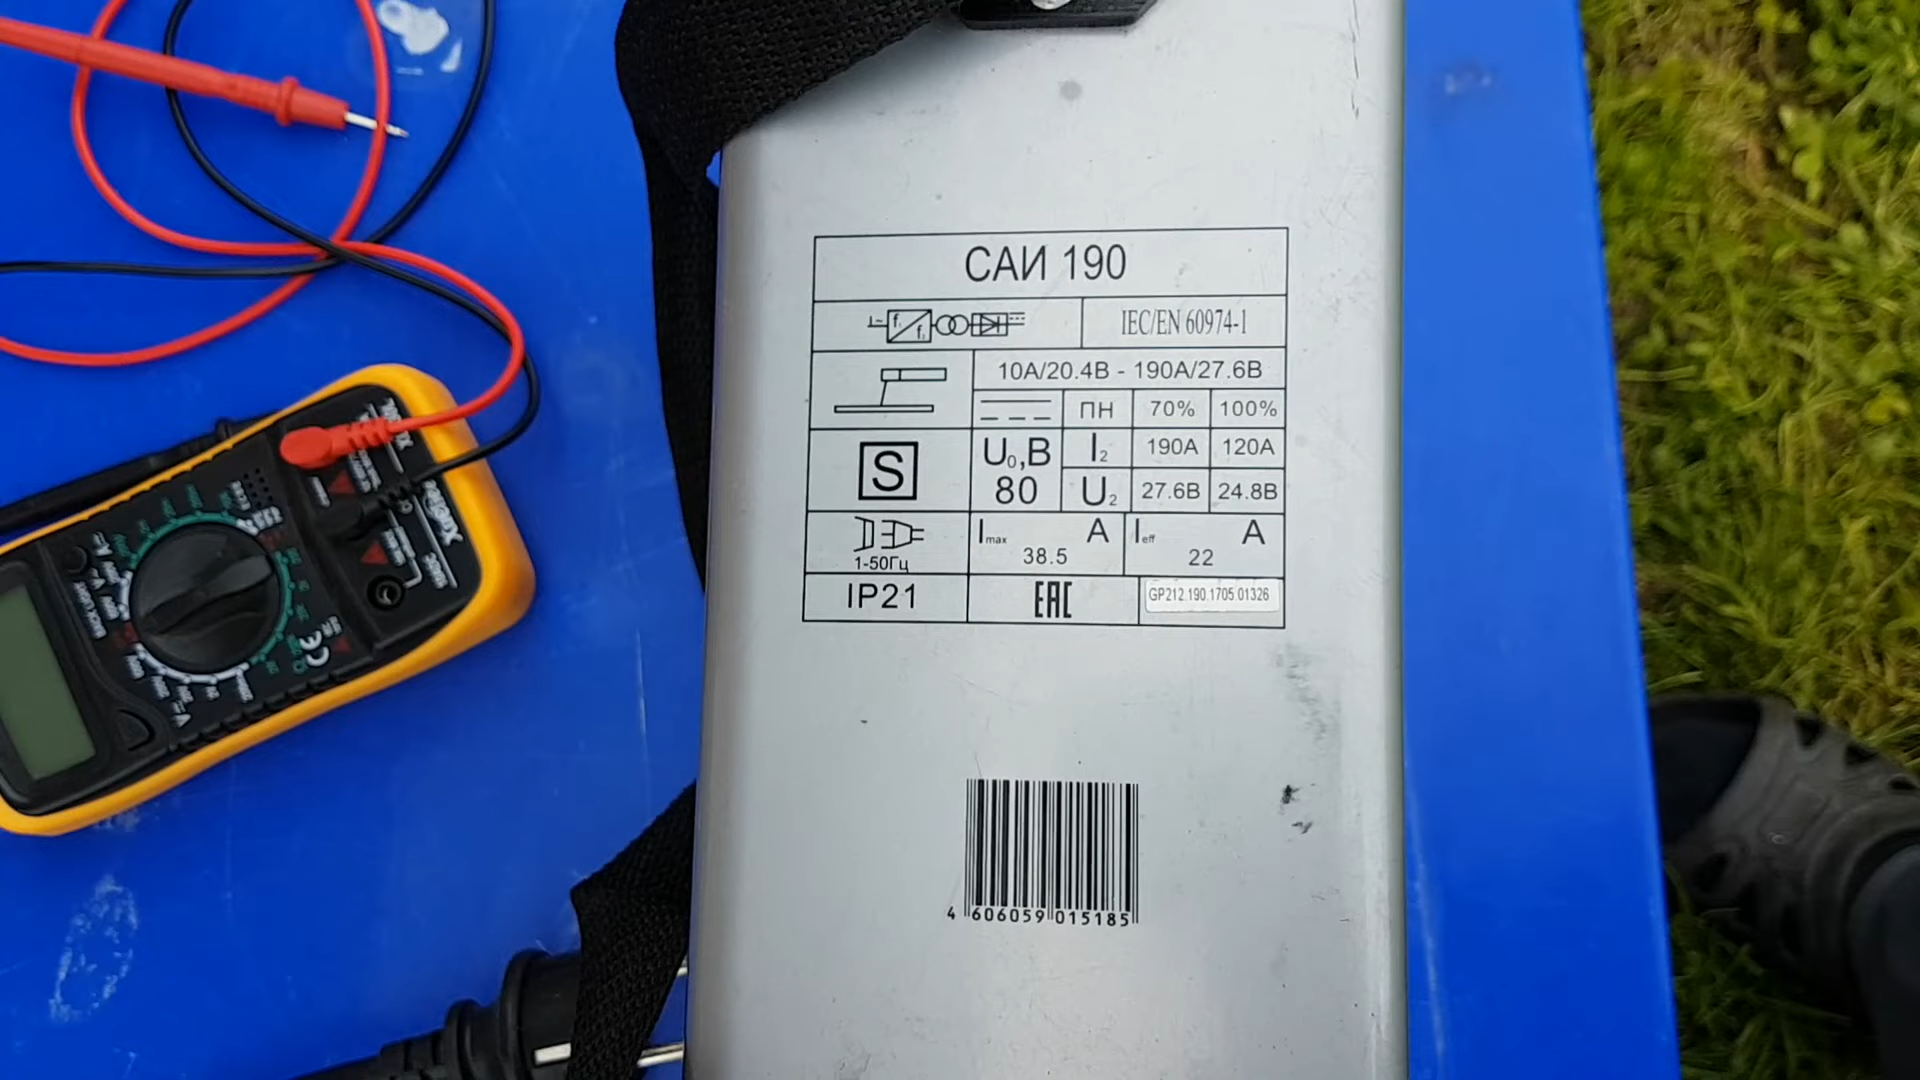 САИ 190
IEC/EN 60974-1
10А/20.4В - 190А/27.6В
ПН 70% 100%
S
U₀,В
80
I₂ 190А 120А
U₂ 27.6В 24.8В
1-50Гц
Imax А
38.5
Ieff А
22
IP21
EAC
GP212.190.1705.01326
4 606059 015185
CE